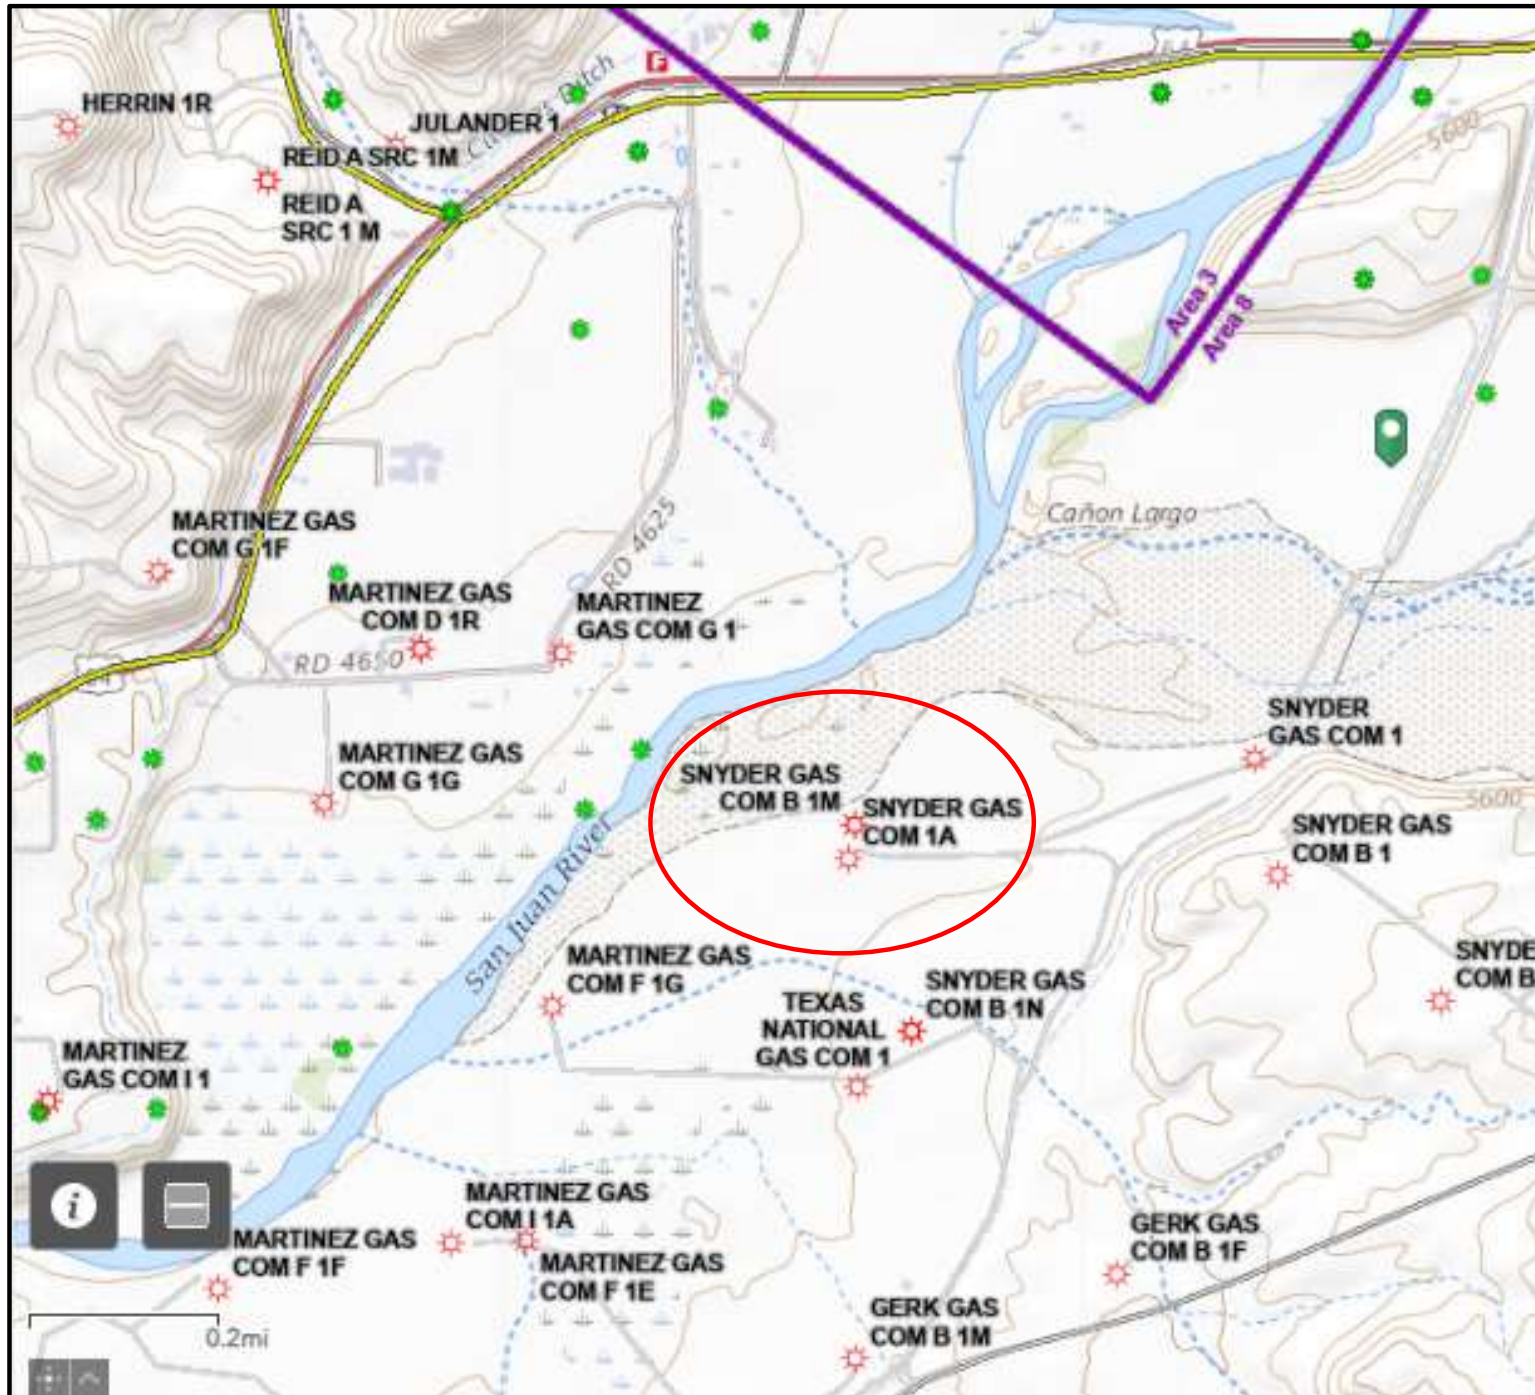 HERRIN 1R
JULANDER 1
REID A SRC 1M
REID A
SRC 1 M
5600
Area 3
Area 8
Cañon Largo
MARTINEZ GAS
COM G 1F
RD 4625
MARTINEZ GAS
COM D 1R
MARTINEZ
GAS COM G 1
RD 4650
SNYDER
GAS COM 1
MARTINEZ GAS
COM G 1G
SNYDER GAS
COM B 1M
SNYDER GAS
COM 1A
5600
SNYDER GAS
COM B 1
San Juan River
MARTINEZ GAS
COM F 1G
SNYDER GAS
COM B 1N
SNYDE
COM B
TEXAS
NATIONAL
GAS COM 1
MARTINEZ
GAS COM I 1
MARTINEZ GAS
COM I 1A
MARTINEZ GAS
COM F 1F
MARTINEZ GAS
COM F 1E
GERK GAS
COM B 1F
GERK GAS
COM B 1M
0.2mi